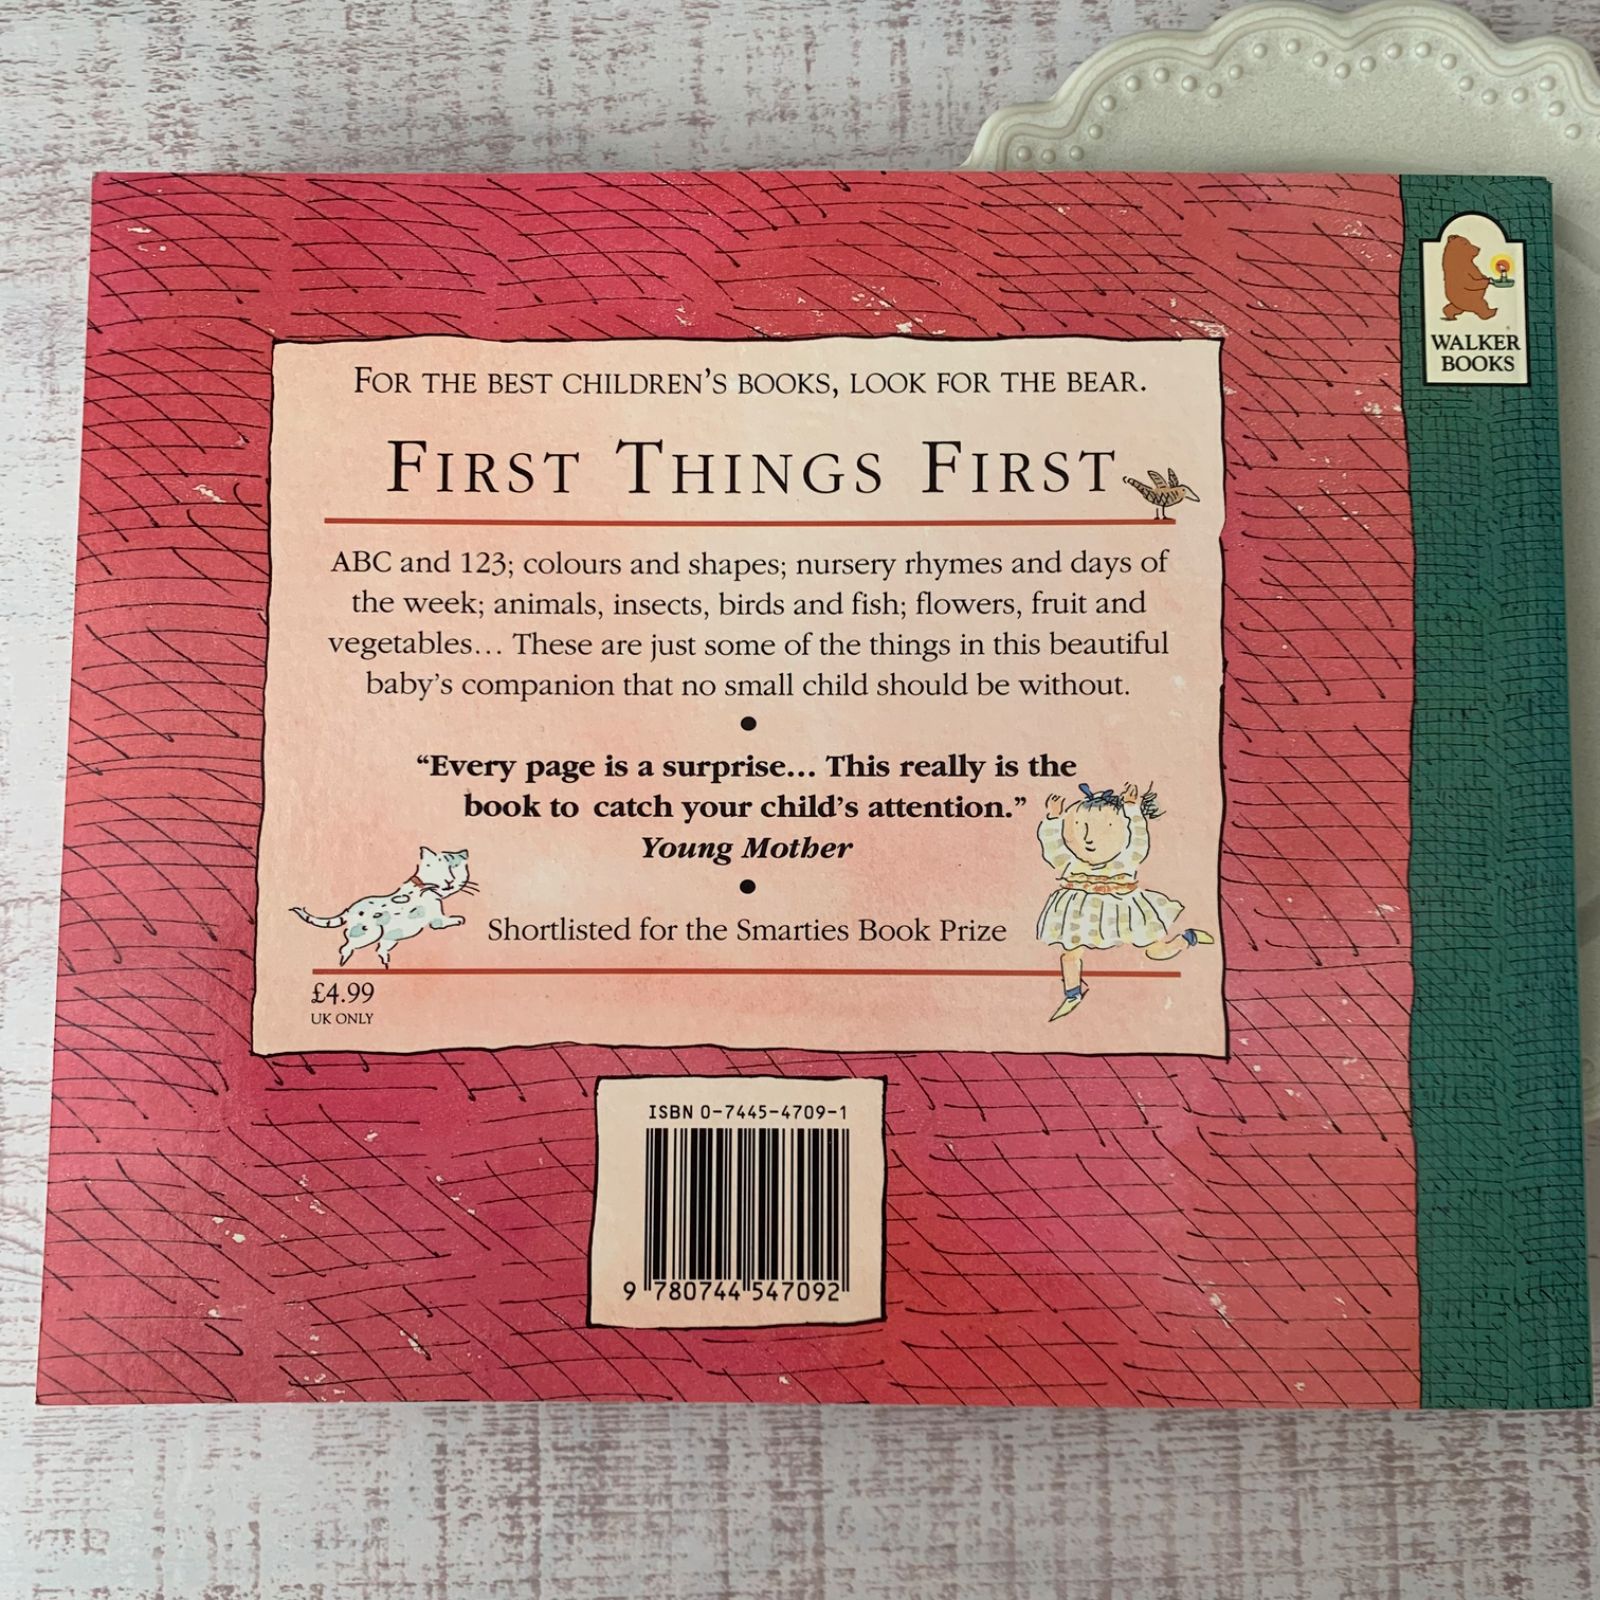 WALKER
BOOKS
FOR THE BEST CHILDREN'S BOOKS, LOOK FOR THE BEAR.
FIRST THINGS FIRST
ABC and 123; colours and shapes; nursery rhymes and days of
the week; animals, insects, birds and fish; flowers, fruit and
vegetables... These are just some of the things in this beautiful
baby's companion that no small child should be without.
•
“Every page is a surprise... This really is the
book to catch your child's attention.”
Young Mother
•
Shortlisted for the Smarties Book Prize
£4.99
UK ONLY
ISBN 0-7445-4709-1
9 780744 547092